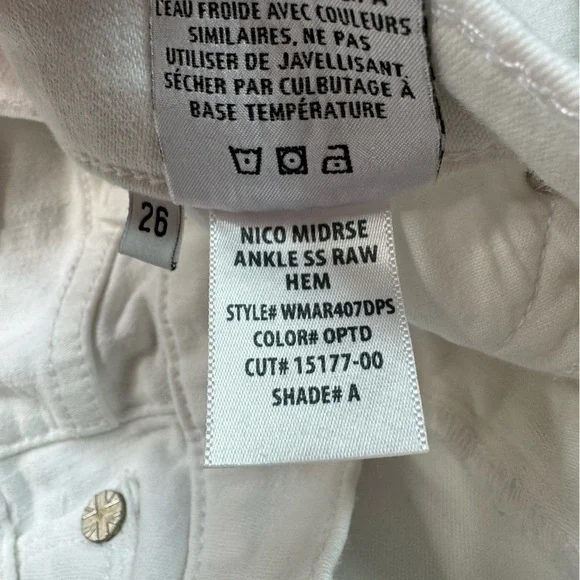 L'EAU FROIDE AVEC COULEURS
SIMILAIRES, NE PAS
UTILISER DE JAVELLISANT.
SÉCHER PAR CULBUTAGE À
BASE TEMPÉRATURE
26
NICO MIDRSE
ANKLE SS RAW
HEM
STYLE# WMAR407DPS
COLOR# OPTD
CUT# 15177-00
SHADE# A